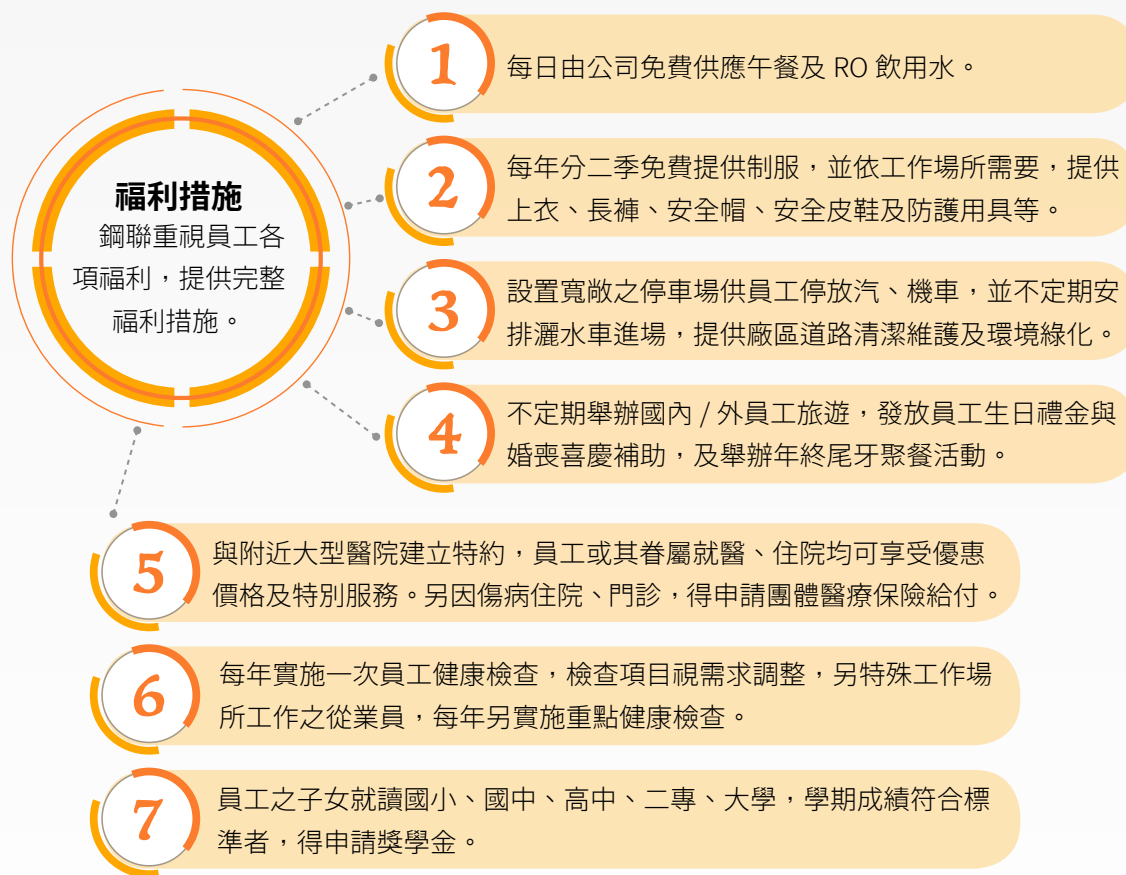 福利措施
鋼聯重視員工各
項福利，提供完整
福利措施。
1
每日由公司免費供應午餐及 RO 飲用水。
2
每年分二季免費提供制服，並依工作場所需要，提供
上衣、長褲、安全帽、安全皮鞋及防護用具等。
3
設置寬敞之停車場供員工停放汽、機車，並不定期安
排灑水車進場，提供廠區道路清潔維護及環境綠化。
4
不定期舉辦國內 / 外員工旅遊，發放員工生日禮金與
婚喪喜慶補助，及舉辦年終尾牙聚餐活動。
5
與附近大型醫院建立特約，員工或其眷屬就醫、住院均可享受優惠
價格及特別服務。另因傷病住院、門診，得申請團體醫療保險給付。
6
每年實施一次員工健康檢查，檢查項目視需求調整，另特殊工作場
所工作之從業員，每年另實施重點健康檢查。
7
員工之子女就讀國小、國中、高中、二專、大學，學期成績符合標
準者，得申請獎學金。